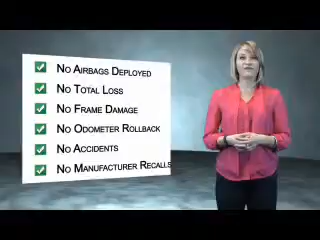 No Airbags Deployed
No Total Loss
No Frame Damage
No Odometer Rollback
No Accidents
No Manufacturer Recalls